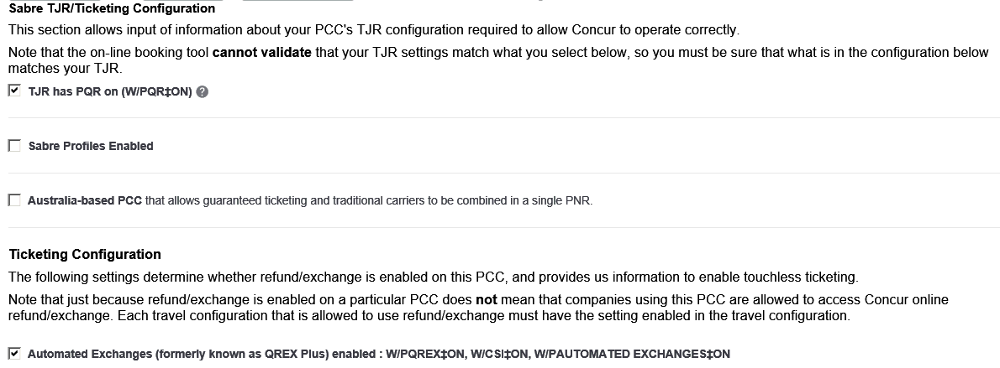 Sabre TJR/Ticketing Configuration
This section allows input of information about your PCC's TJR configuration required to allow Concur to operate correctly.
Note that the on-line booking tool cannot validate that your TJR settings match what you select below, so you must be sure that what is in the configuration below
matches your TJR.
TJR has PQR on (W/PQR‡ON) ?
Sabre Profiles Enabled
Australia-based PCC that allows guaranteed ticketing and traditional carriers to be combined in a single PNR.
Ticketing Configuration
The following settings determine whether refund/exchange is enabled on this PCC, and provides us information to enable touchless ticketing.
Note that just because refund/exchange is enabled on a particular PCC does not mean that companies using this PCC are allowed to access Concur online
refund/exchange. Each travel configuration that is allowed to use refund/exchange must have the setting enabled in the travel configuration.
Automated Exchanges (formerly known as QREX Plus) enabled : W/PQREX‡ON, W/CSI‡ON, W/PAUTOMATED EXCHANGES‡ON